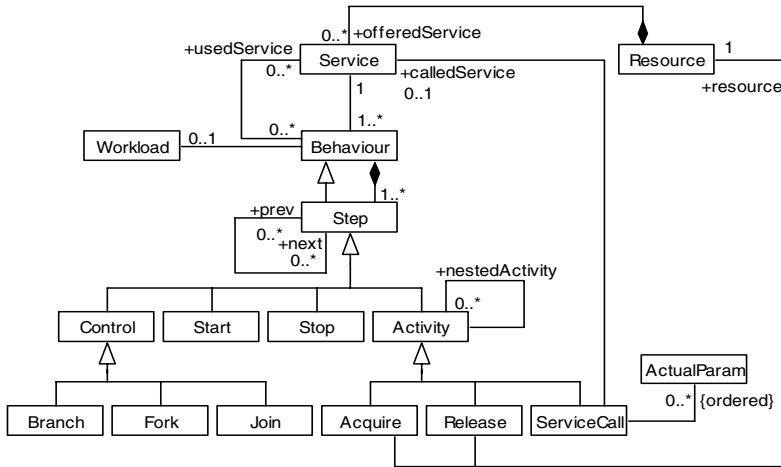 0..* +offeredService
+usedService
0..*
Service
Resource
1
+resource
+calledService
0..1
1
1..*
0..*
Workload
0..1
Behaviour
1..*
+prev
0..*
Step
+next
0..*
+nestedActivity
0..*
Control
Start
Stop
Activity
ActualParam
0..* {ordered}
Branch
Fork
Join
Acquire
Release
ServiceCall